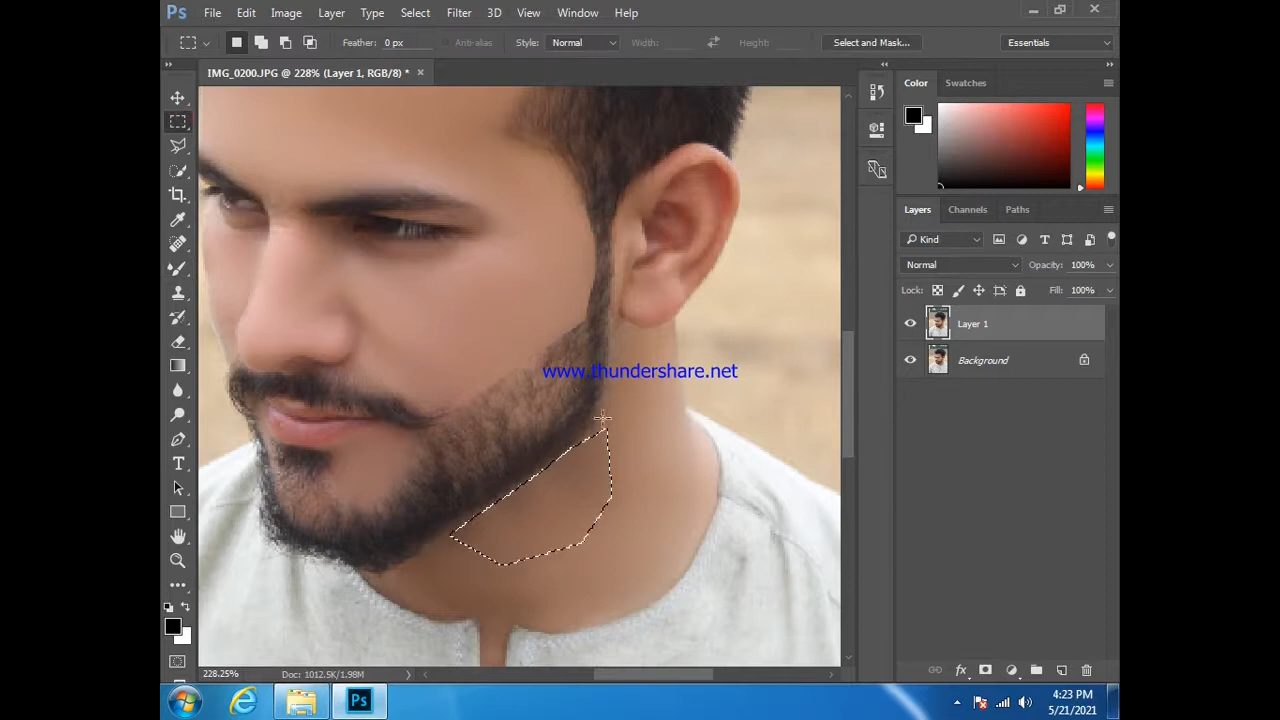 Ps File Edit Image Layer Type Select Filter 3D View Window Help
Feather: 0 px Anti-alias Style: Normal Width: Height: Select and Mask... Essentials
IMG_0200.JPG @ 228% (Layer 1, RGB/8) *
Color Swatches
Layers Channels Paths
Kind
Normal Opacity: 100%
Lock: Fill: 100%
Layer 1
Background
www.thundershare.net
228.25% Doc: 1012.5K/1.98M
fx
Ps
4:23 PM
5/21/2021